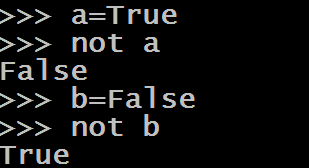 >>> a=True
>>> not a
False
>>> b=False
>>> not b
True